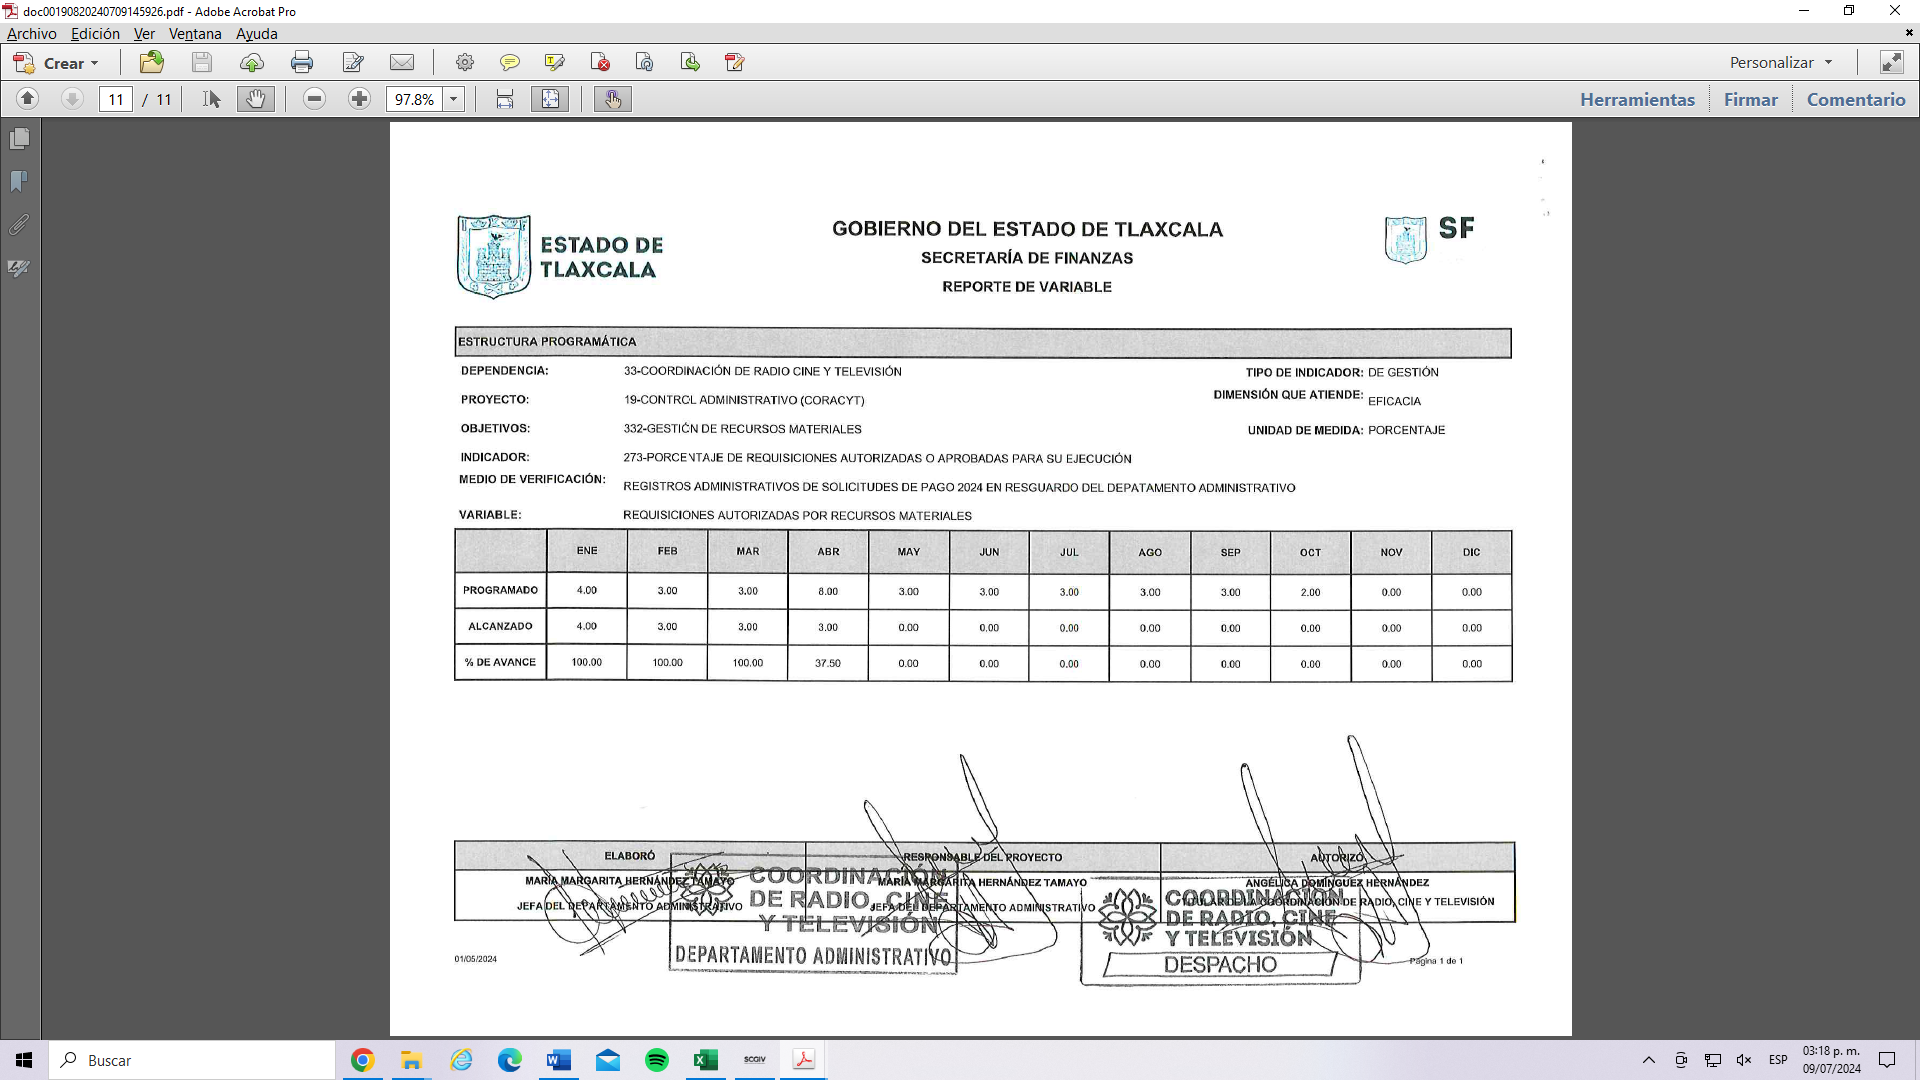 doc00190820240709145926.pdf - Adobe Acrobat Pro
Archivo Edición Ver Ventana Ayuda
Crear
Personalizar
11 / 11
97.8%
Herramientas Firmar Comentario
ESTADO DE
TLAXCALA
GOBIERNO DEL ESTADO DE TLAXCALA
SECRETARÍA DE FINANZAS
REPORTE DE VARIABLE
SF
ESTRUCTURA PROGRAMÁTICA
DEPENDENCIA: 33-COORDINACIÓN DE RADIO CINE Y TELEVISIÓN TIPO DE INDICADOR: DE GESTIÓN
PROYECTO: 19-CONTROL ADMINISTRATIVO (CORACYT) DIMENSIÓN QUE ATIENDE: EFICACIA
OBJETIVOS: 332-GESTIÓN DE RECURSOS MATERIALES UNIDAD DE MEDIDA: PORCENTAJE
INDICADOR: 273-PORCENTAJE DE REQUISICIONES AUTORIZADAS O APROBADAS PARA SU EJECUCIÓN
MEDIO DE VERIFICACIÓN: REGISTROS ADMINISTRATIVOS DE SOLICITUDES DE PAGO 2024 EN RESGUARDO DEL DEPATAMENTO ADMINISTRATIVO
VARIABLE: REQUISICIONES AUTORIZADAS POR RECURSOS MATERIALES
ENE FEB MAR ABR MAY JUN JUL AGO SEP OCT NOV DIC
PROGRAMADO 4.00 3.00 3.00 8.00 3.00 3.00 3.00 3.00 3.00 2.00 0.00 0.00
ALCANZADO 4.00 3.00 3.00 3.00 0.00 0.00 0.00 0.00 0.00 0.00 0.00 0.00
% DE AVANCE 100.00 100.00 100.00 37.50 0.00 0.00 0.00 0.00 0.00 0.00 0.00 0.00
ELABORÓ RESPONSABLE DEL PROYECTO AUTORIZÓ
MARÍA MARGARITA HERNÁNDEZ TAMAYO MARÍA MARGARITA HERNÁNDEZ TAMAYO ANGÉLICA DOMÍNGUEZ HERNÁNDEZ
JEFA DEL DEPARTAMENTO ADMINISTRATIVO JEFA DEL DEPARTAMENTO ADMINISTRATIVO TITULAR DE LA COORDINACIÓN DE RADIO, CINE Y TELEVISIÓN
COORDINACIÓN
DE RADIO, CINE
Y TELEVISIÓN
DEPARTAMENTO ADMINISTRATIVO
COORDINACIÓN
DE RADIO, CINE
Y TELEVISIÓN
DESPACHO
01/05/2024
Página 1 de 1
Buscar
SCGIV
ESP
03:18 p. m.
09/07/2024